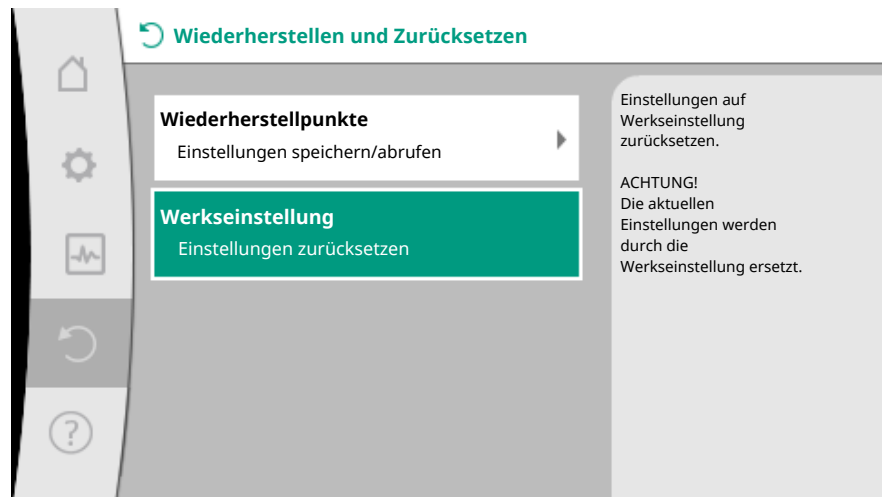 Wiederherstellen und Zurücksetzen
Wiederherstellpunkte
Einstellungen speichern/abrufen
Werkseinstellung
Einstellungen zurücksetzen
Einstellungen auf
Werkseinstellung
zurücksetzen.
ACHTUNG!
Die aktuellen
Einstellungen werden
durch die
Werkseinstellung ersetzt.
?